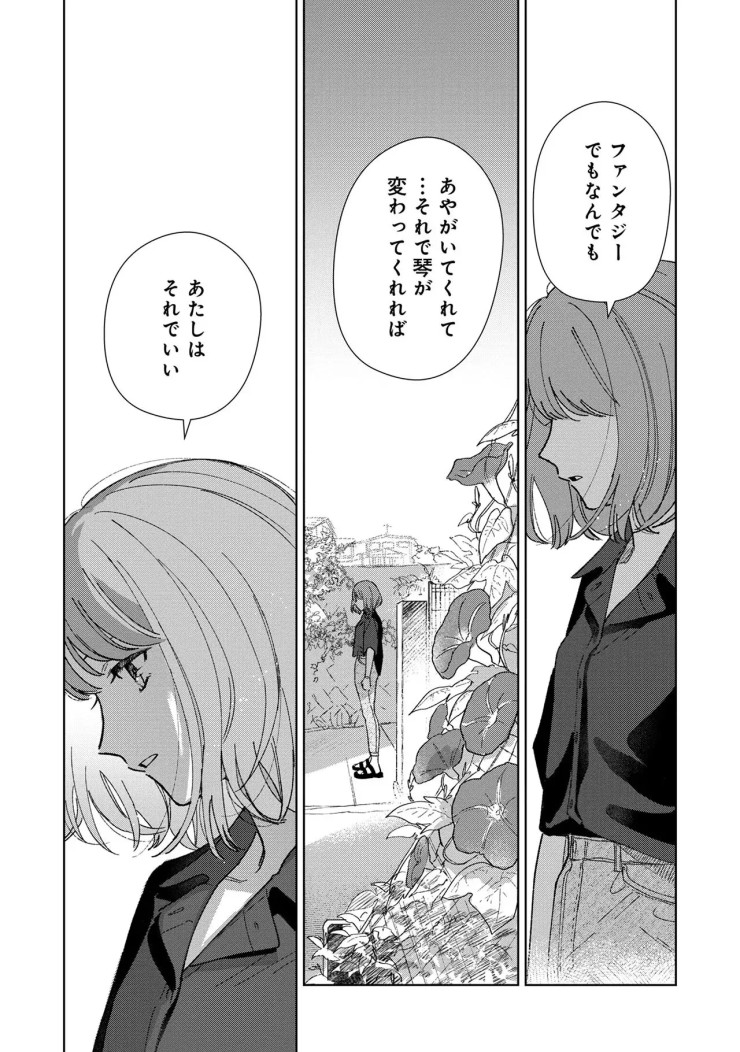 ファンタジー
でもなんでも
あやがいてくれて
…それで琴が
変わってくれれば
あたしは
それでいい